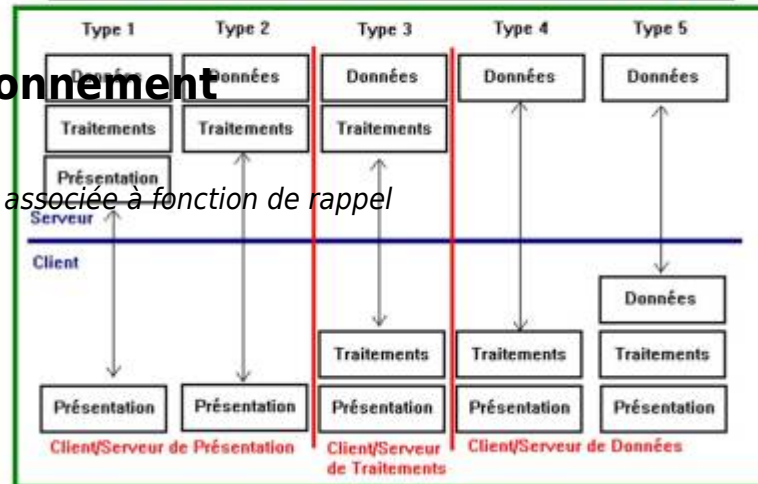 Type 1 Type 2 Type 3 Type 4 Type 5
Données Données Données Données Données
onnement
Traitements Traitements Traitements
Présentation
associée à fonction de rappel
Serveur
Client
Données
Traitements Traitements Traitements
Présentation Présentation Présentation Présentation Présentation
Client/Serveur de Présentation Client/Serveur Client/Serveur de Données
de Traitements